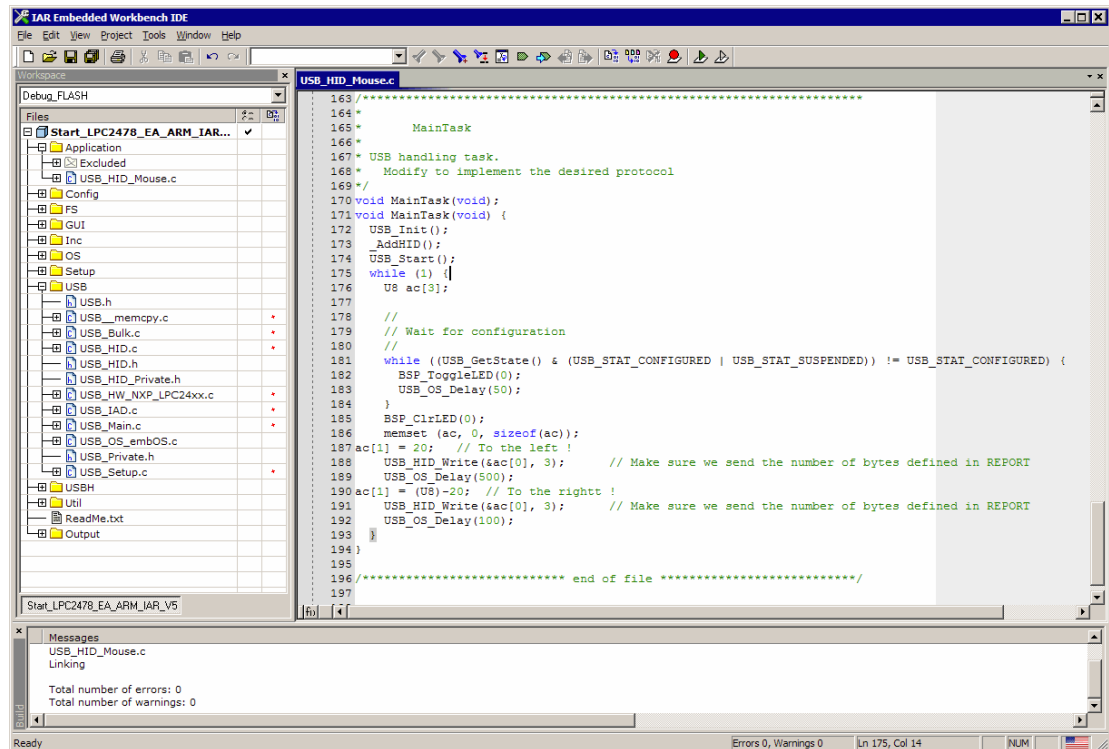 IAR Embedded Workbench IDE
File Edit View Project Tools Window Help
Workspace
Debug_FLASH
Files
Start_LPC2478_EA_ARM_IAR...
Application
Excluded
USB_HID_Mouse.c
Config
FS
GUI
Inc
OS
Setup
USB
USB.h
USB__memcpy.c
USB_Bulk.c
USB_HID.c
USB_HID.h
USB_HID_Private.h
USB_HW_NXP_LPC24xx.c
USB_IAD.c
USB_Main.c
USB_OS_embOS.c
USB_Private.h
USB_Setup.c
USBH
Util
ReadMe.txt
Output
Start_LPC2478_EA_ARM_IAR_V5
USB_HID_Mouse.c
163 /*********************************************************************
164 *
165 *       MainTask
166 *
167 * USB handling task.
168 *   Modify to implement the desired protocol
169 */
170 void MainTask(void);
171 void MainTask(void) {
172   USB_Init();
173   _AddHID();
174   USB_Start();
175   while (1) {
176     U8 ac[3];
177
178     //
179     // Wait for configuration
180     //
181     while ((USB_GetState() & (USB_STAT_CONFIGURED | USB_STAT_SUSPENDED)) != USB_STAT_CONFIGURED) {
182       BSP_ToggleLED(0);
183       USB_OS_Delay(50);
184     }
185     BSP_ClrLED(0);
186     memset (ac, 0, sizeof(ac));
187 ac[1] = 20;   // To the left !
188     USB_HID_Write(&ac[0], 3);      // Make sure we send the number of bytes defined in REPORT
189     USB_OS_Delay(500);
190 ac[1] = (U8)-20;  // To the rightt !
191     USB_HID_Write(&ac[0], 3);      // Make sure we send the number of bytes defined in REPORT
192     USB_OS_Delay(100);
193   }
194 }
195
196 /**************************** end of file ***************************/
197
Messages
USB_HID_Mouse.c
Linking
Total number of errors: 0
Total number of warnings: 0
Build
Ready
Errors 0, Warnings 0
Ln 175, Col 14
NUM